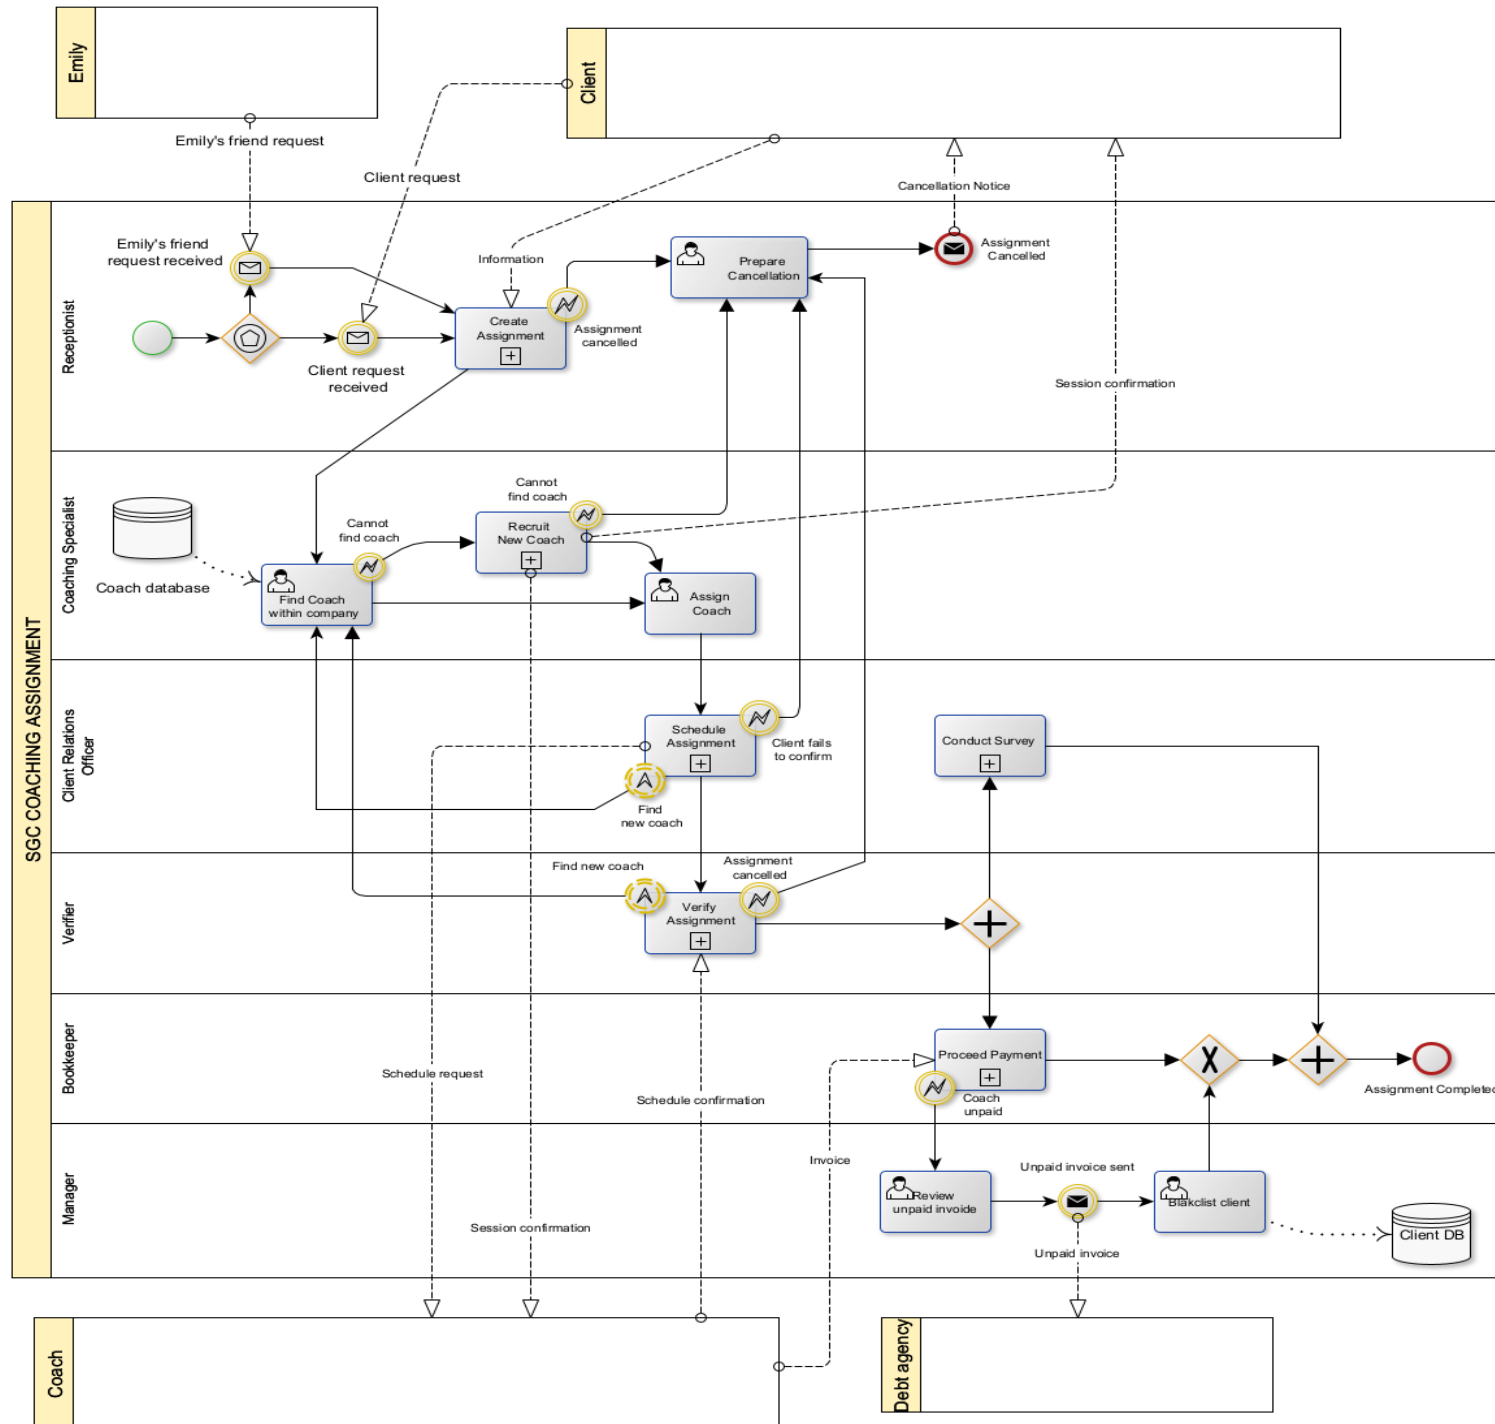 Emily
Client
Emily's friend request
Client request
Cancellation Notice
SGC COACHING ASSIGNMENT
Receptionist
Emily's friend
request received
Information
Prepare
Cancellation
Assignment
Cancelled
Create
Assignment
Assignment
cancelled
Client request
received
Session confirmation
Coaching Specialist
Coach database
Cannot
find coach
Cannot
find coach
Recruit
New Coach
Find Coach
within company
Assign
Coach
Client Relations
Officer
Schedule
Assignment
Client fails
to confirm
Find
new coach
Conduct Survey
Verifier
Find new coach
Assignment
cancelled
Verify
Assignment
Bookkeeper
Schedule request
Schedule confirmation
Proceed Payment
Coach
unpaid
Assignment Completed
Manager
Invoice
Review
unpaid invoide
Unpaid invoice sent
Blakclist client
Client DB
Session confirmation
Unpaid invoice
Coach
Debt agency